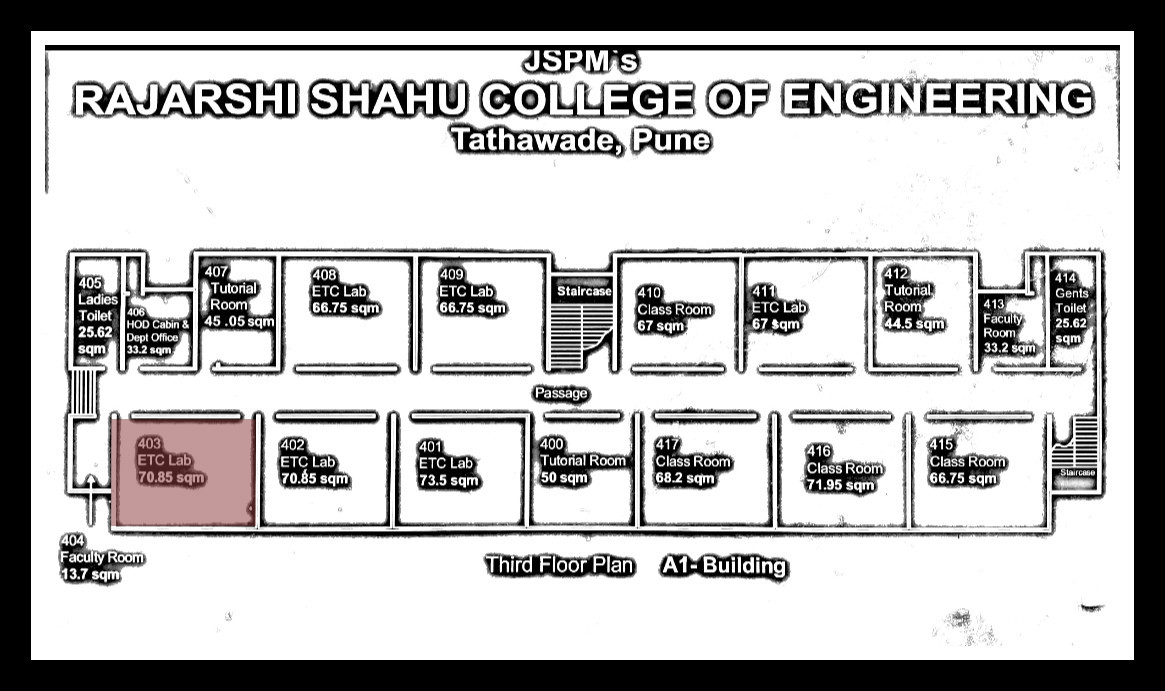 JSPM's
RAJARSHI SHAHU COLLEGE OF ENGINEERING
Tathawade, Pune
405
Ladies
Toilet
25.62
sqm
406
HOD Cabin &
Dept Office
33.2 sqm
407
Tutorial
Room
45 .05 sqm
408
ETC Lab
66.75 sqm
409
ETC Lab
66.75 sqm
Staircase
410
Class Room
67 sqm
411
ETC Lab
67 sqm
412
Tutorial
Room
44.5 sqm
413
Faculty
Room
33.2 sqm
414
Gents
Toilet
25.62
sqm
Passage
403
ETC Lab
70.85 sqm
402
ETC Lab
70.85 sqm
401
ETC Lab
73.5 sqm
400
Tutorial Room
50 sqm
417
Class Room
68.2 sqm
416
Class Room
71.95 sqm
415
Class Room
66.75 sqm
Staircase
404
Faculty Room
13.7 sqm
Third Floor Plan A1- Building